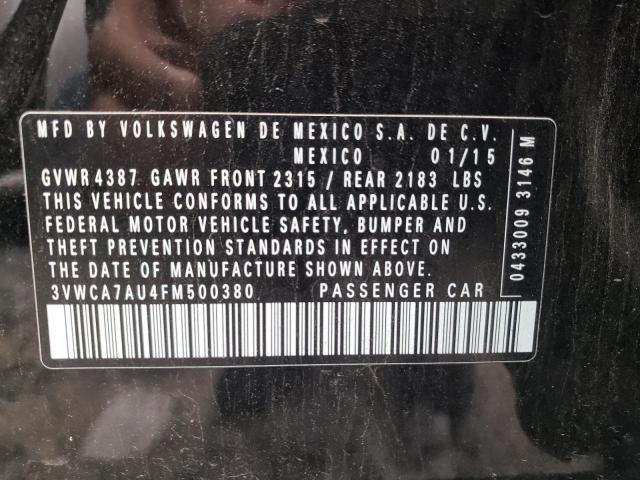 MFD BY VOLKSWAGEN DE MEXICO S.A. DE C.V.
MEXICO 01/15
GVWR 4387 GAWR FRONT 2315 / REAR 2183 LBS
THIS VEHICLE CONFORMS TO ALL APPLICABLE U.S.
FEDERAL MOTOR VEHICLE SAFETY, BUMPER AND
THEFT PREVENTION STANDARDS IN EFFECT ON
THE DATE OF MANUFACTURE SHOWN ABOVE.
3VWCA7AU4FM500380 PASSENGER CAR
0433009 3146 M